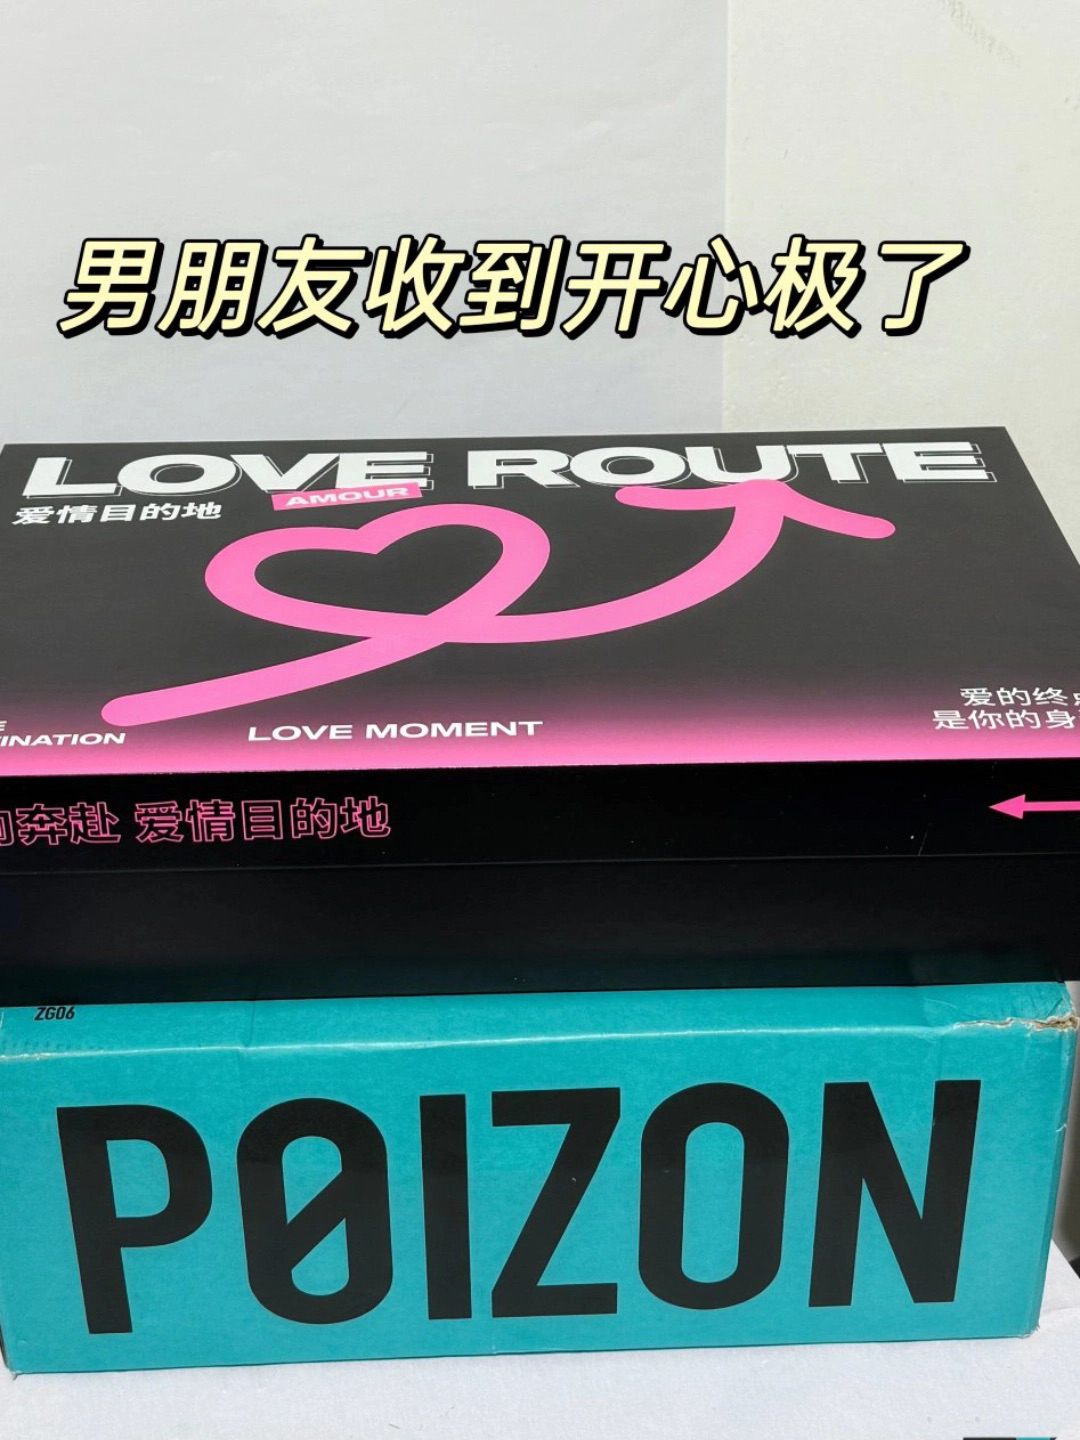 男朋友收到开心极了
LOVE ROUTE
AMOUR
爱情目的地
爱的终
是你的身
LOVE MOMENT
INATION
奔赴 爱情目的地
ZG06
POIZON